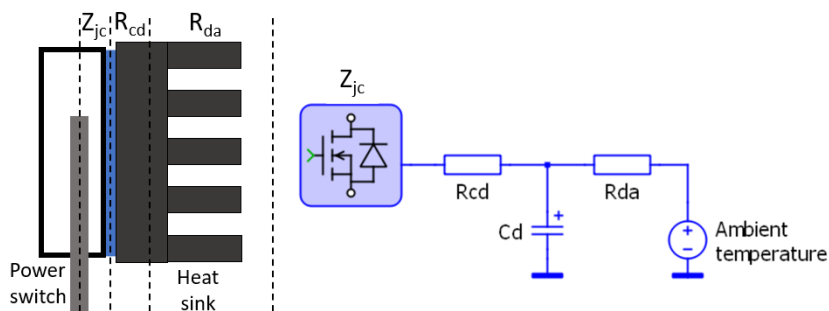 Zjc Rcd Rda
Power
switch
Heat
sink
Zjc
Rcd
Rda
Cd
+
+
−
Ambient
temperature